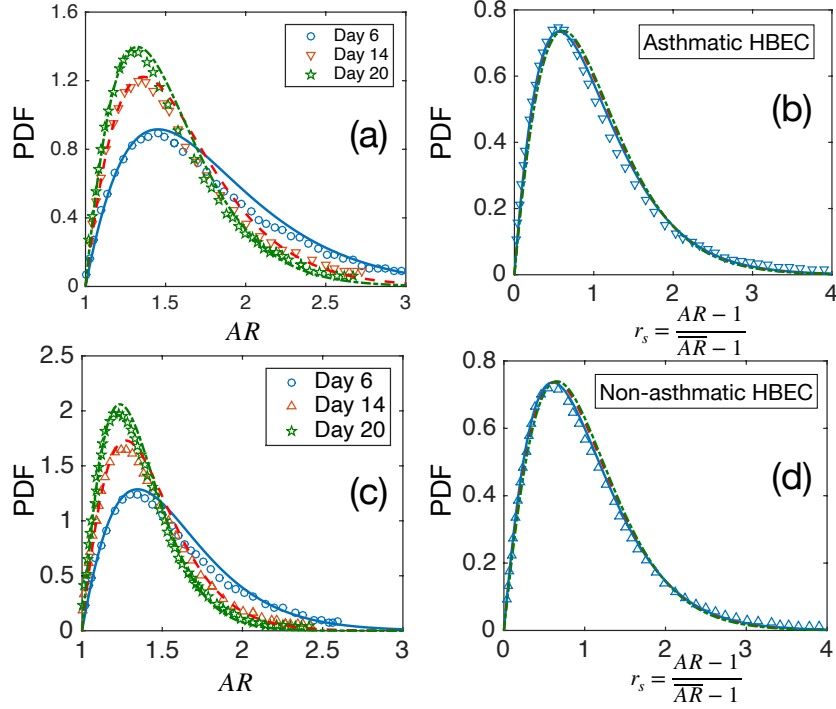 1.6
1.2
0.8
0.4
0
PDF
Day 6
Day 14
Day 20
(a)
1 1.5 2 2.5 3
AR
0.8
0.6
0.4
0.2
0
PDF
Asthmatic HBEC
(b)
0 1 2 3 4
r_s = (AR − 1) / (A̅R̅ − 1)
2.5
2
1.5
1
0.5
0
PDF
Day 6
Day 14
Day 20
(c)
1 1.5 2 2.5 3
AR
0.8
0.6
0.4
0.2
0
PDF
Non-asthmatic HBEC
(d)
0 1 2 3 4
r_s = (AR − 1) / (A̅R̅ − 1)